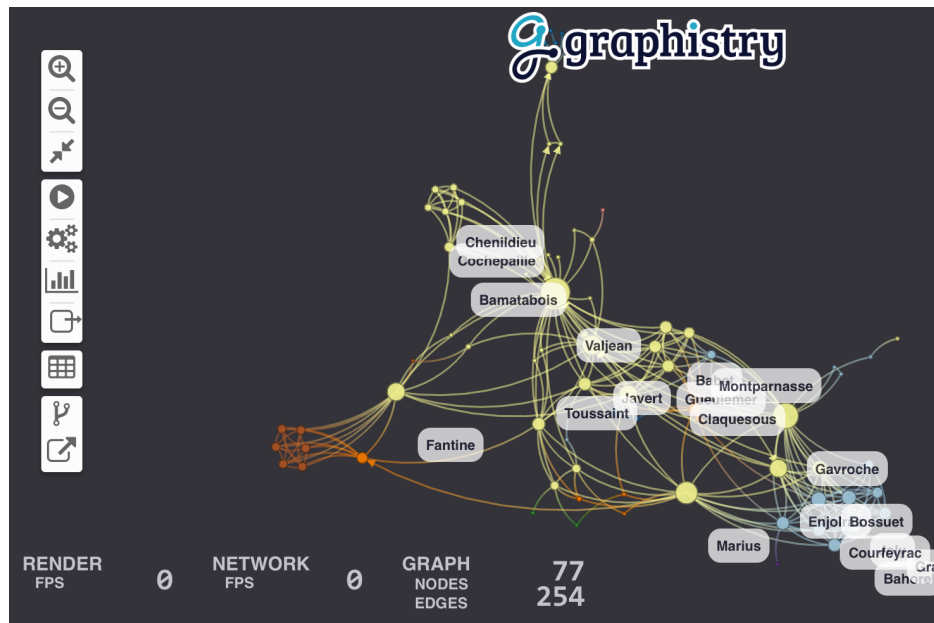 graphistry
Chenildieu
Cochepaille
Bamatabois
Valjean
Montparnasse
Javert
Gueulemer
Toussaint
Claquesous
Fantine
Gavroche
Bossuet
Marius
Courfeyrac
RENDER
FPS
0
NETWORK
FPS
0
GRAPH
NODES
EDGES
77
254